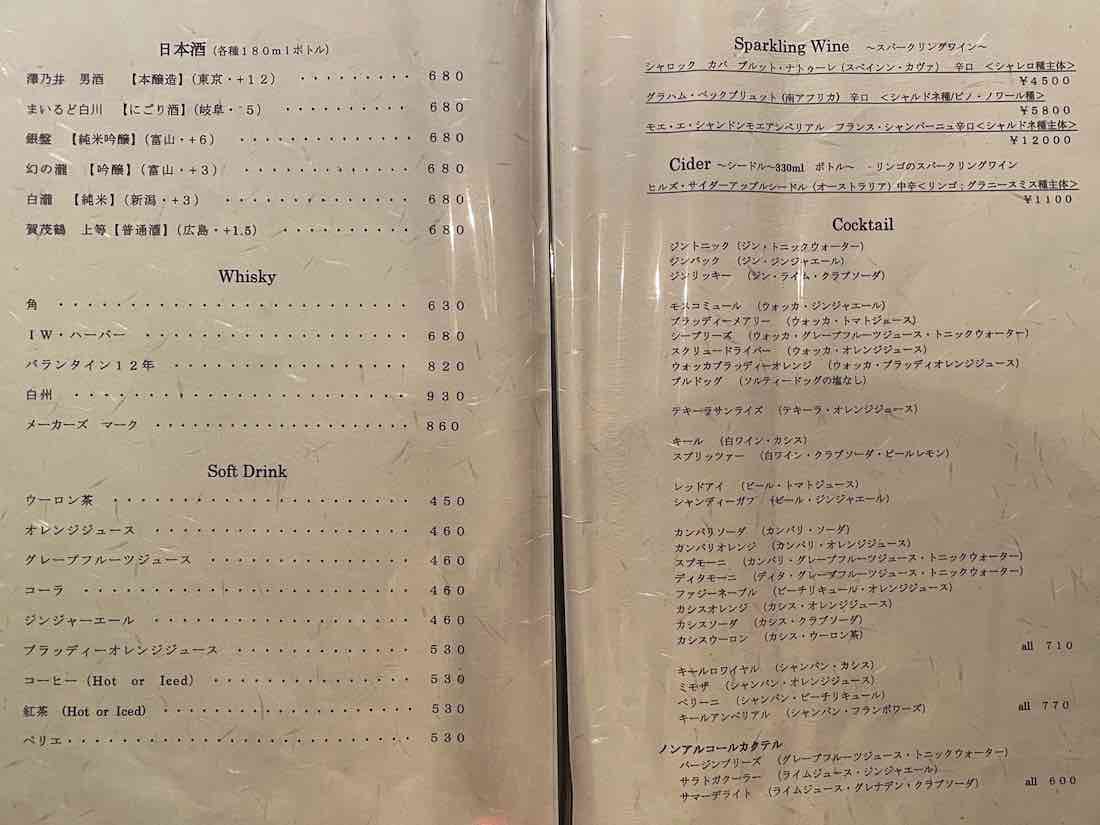 日本酒（各種１８０ｍｌボトル）
澤乃井　男酒　【本醸造】（東京・+１２）　・・・・・・・・・・　６８０
まいるど白川　【にごり酒】（岐阜・-５）　・・・・・・・・・・　６８０
銀盤　【純米吟醸】（富山・+６）　・・・・・・・・・・・・・　６８０
幻の瀧　【吟醸】（富山・+３）　・・・・・・・・・・・・・　６８０
白瀧　【純米】（新潟・+３）　・・・・・・・・・・・・・・　６８０
賀茂鶴　上等【普通酒】（広島・+1.5）　・・・・・・・・・・　６８０
Whisky
角　・・・・・・・・・・・・・・・・・・・・・・・・・　６３０
ＩＷ・ハーパー　・・・・・・・・・・・・・・・・・・・　６８０
バランタイン１２年　・・・・・・・・・・・・・・・・・　８２０
白州　・・・・・・・・・・・・・・・・・・・・・・・・　９３０
メーカーズ　マーク　・・・・・・・・・・・・・・・・・・　８６０
Soft Drink
ウーロン茶　・・・・・・・・・・・・・・・・・・・・・　４５０
オレンジジュース　・・・・・・・・・・・・・・・・・・　４６０
グレープフルーツジュース　・・・・・・・・・・・・・・　４６０
コーラ　・・・・・・・・・・・・・・・・・・・・・・　４６０
ジンジャーエール　・・・・・・・・・・・・・・・・・・　４６０
ブラッディーオレンジジュース　・・・・・・・・・・・・　５３０
コーヒー（Hot　or　Iced）　・・・・・・・・・・・・・・　５３０
紅茶　(Hot or Iced)　・・・・・・・・・・・・・・・・・・　５３０
ペリエ・・・・・・・・・・・・・・・・・・・・・・・・　５３０
Sparkling Wine　～スパークリングワイン～
シャロック　カバ　ブルット・ナトゥーレ（スペインン・カヴァ）　辛口　＜シャレロ種主体＞
￥４５００
グラハム・ベックブリュット(南アフリカ)　辛口　＜シャルドネ種/ピノ・ノワール種＞
￥５８００
モエ・エ・シャンドンモエアンペリアル　フランス・シャンパーニュ辛口＜シャルドネ種主体＞
￥１２０００
Cider　～シードル～330ml　ボトル～　- リンゴのスパークリングワイン
ヒルズ・サイダーアップルシードル（オーストラリア）中辛＜リンゴ；グラニースミス種主体＞
￥１１００
Cocktail
ジントニック（ジン・トニックウォーター）
ジンバック　（ジン・ジンジャエール）
ジンリッキー　（ジン・ライム・クラブソーダ）
モスコミュール　（ウォッカ・ジンジャエール）
ブラッディーメアリー　（ウォッカ・トマトジュース）
シーブリーズ　（ウォッカ・グレープフルーツジュース・トニックウォーター）
スクリュードライバー　（ウォッカ・オレンジジュース）
ウォッカブラッディーオレンジ　（ウォッカ・ブラッディオレンジジュース）
ブルドッグ　（ソルティードッグの塩なし）
テキーラサンライズ　（テキーラ・オレンジジュース）
キール　（白ワイン・カシス）
スプリッツァー　（白ワイン・クラブソーダ・ピールレモン）
レッドアイ　（ビール・トマトジュース）
シャンディーガフ　（ビール・ジンジャエール）
カンパリソーダ　（カンパリ・ソーダ）
カンパリオレンジ　（カンパリ・オレンジジュース）
スプモーニ　（カンパリ・グレープフルーツジュース・トニックウォーター）
ディタモーニ　（ディタ・グレープフルーツジュース・トニックウォーター）
ファジーネーブル　（ピーチリキュール・オレンジジュース）
カシスオレンジ　（カシス・オレンジジュース）
カシスソーダ　（カシス・クラブソーダ）
カシスウーロン　（カシス・ウーロン茶）
all　７１０
キールロワイヤル　（シャンパン・カシス）
ミモザ　（シャンパン・オレンジジュース）
ベリーニ　（シャンパン・ピーチリキュール）
キールアンペリアル　（シャンパン・フランボワーズ）　all　７７０
ノンアルコールカクテル
バージンブリーズ　（グレープフルーツジュース・トニックウォーター）
サラトガクーラー　（ライムジュース・ジンジャエール）
サマーデライト　（ライムジュース・グレナデン・クラブソーダ）　all　６００